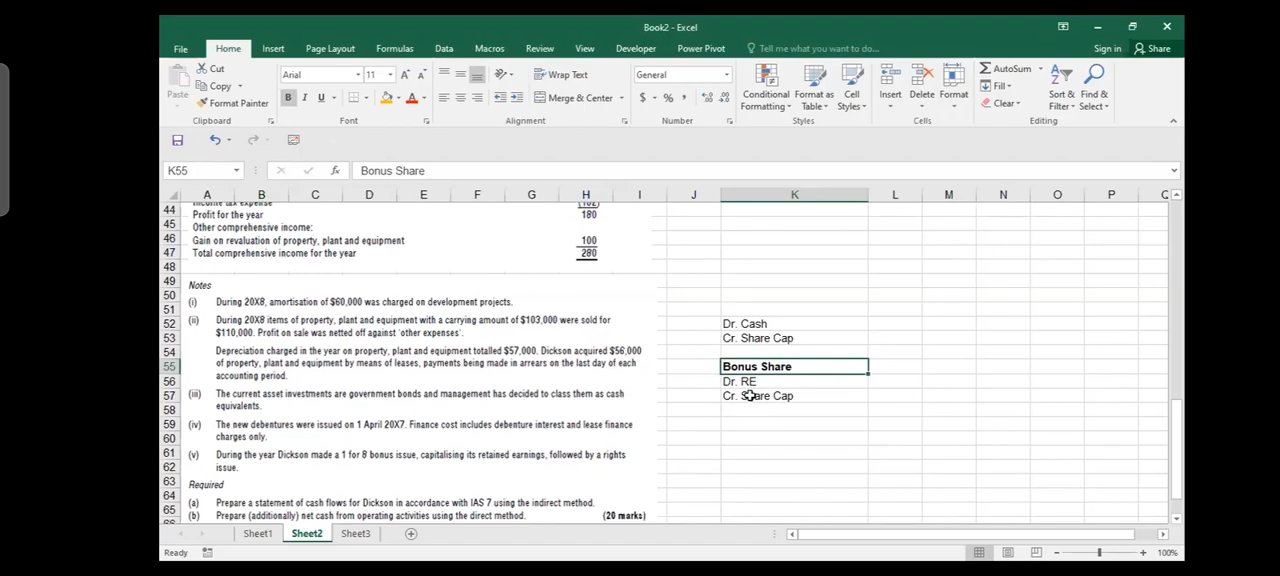 Book2 - Excel
File Home Insert Page Layout Formulas Data Macros Review View Developer Power Pivot Tell me what you want to do... Sign in Share
Cut
Copy
Format Painter
Paste
Clipboard
Arial 11
B I U
Font
Wrap Text
Merge & Center
Alignment
General
$ % ,
Number
Conditional Formatting
Format as Table
Cell Styles
Styles
Insert Delete Format
Cells
AutoSum
Fill
Clear
Sort & Filter
Find & Select
Editing
K55 fx Bonus Share
A B C D E F G H I J K L M N O P Q
44 Income tax expense (102)
45 Profit for the year 180
Other comprehensive income:
46 Gain on revaluation of property, plant and equipment 100
47 Total comprehensive income for the year 280
48
49 Notes
50
51 (i) During 20X8, amortisation of $60,000 was charged on development projects.
52 (ii) During 20X8 items of property, plant and equipment with a carrying amount of $103,000 were sold for Dr. Cash
53 $110,000. Profit on sale was netted off against 'other expenses'. Cr. Share Cap
54 Depreciation charged in the year on property, plant and equipment totalled $57,000. Dickson acquired $56,000
55 of property, plant and equipment by means of leases, payments being made in arrears on the last day of each Bonus Share
56 accounting period. Dr. RE
57 (iii) The current asset investments are government bonds and management has decided to class them as cash Cr. Share Cap
58 equivalents.
59 (iv) The new debentures were issued on 1 April 20X7. Finance cost includes debenture interest and lease finance
60 charges only.
61 (v) During the year Dickson made a 1 for 8 bonus issue, capitalising its retained earnings, followed by a rights
62 issue.
63 Required
64 (a) Prepare a statement of cash flows for Dickson in accordance with IAS 7 using the indirect method.
65 (b) Prepare (additionally) net cash from operating activities using the direct method. (20 marks)
66
Sheet1 Sheet2 Sheet3
Ready 100%